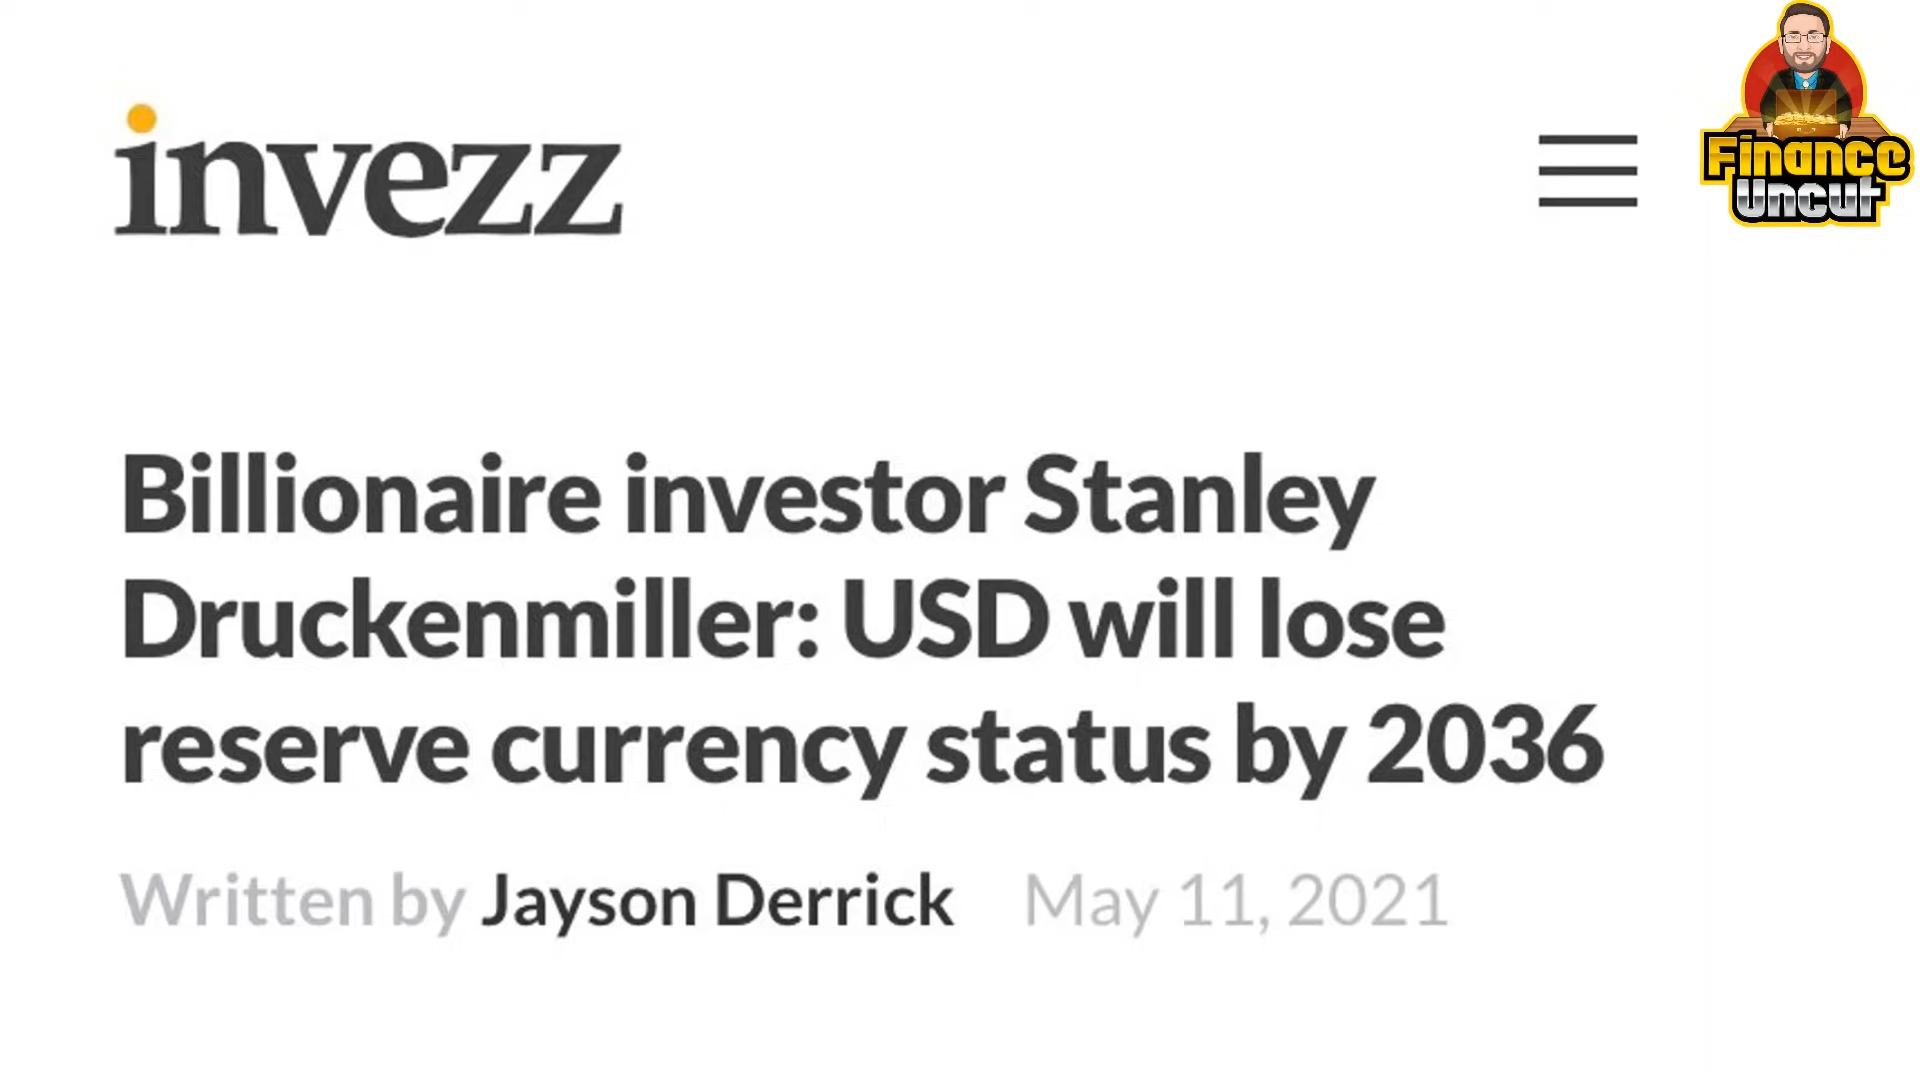 invezz
Finance
Uncut
Billionaire investor Stanley
Druckenmiller: USD will lose
reserve currency status by 2036
Written by Jayson Derrick May 11, 2021